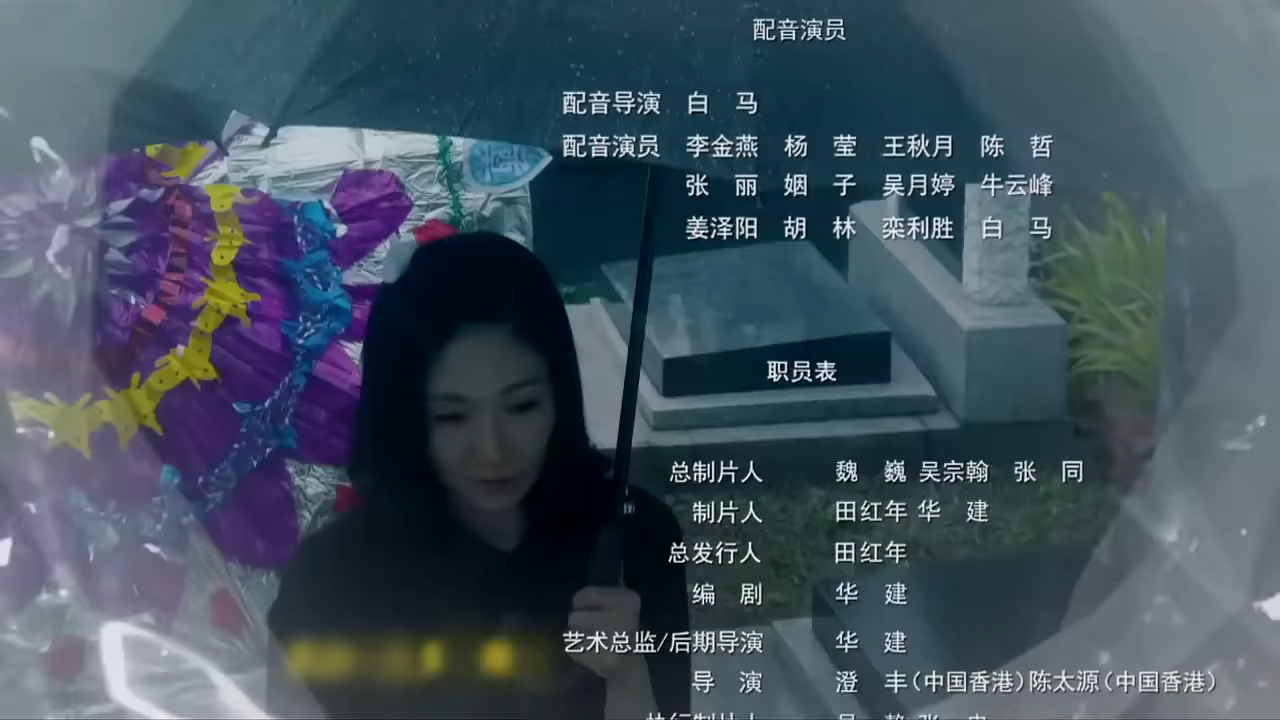 配音演员
配音导演 白 马
配音演员 李金燕 杨 莹 王秋月 陈 哲
张 丽 姻 子 吴月婷 牛云峰
姜泽阳 胡 林 栾利胜 白 马
职员表
总制片人 魏 巍 吴宗翰 张 同
制片人 田红年 华 建
总发行人 田红年
编 剧 华 建
艺术总监/后期导演 华 建
导 演 澄 丰(中国香港) 陈太源(中国香港)